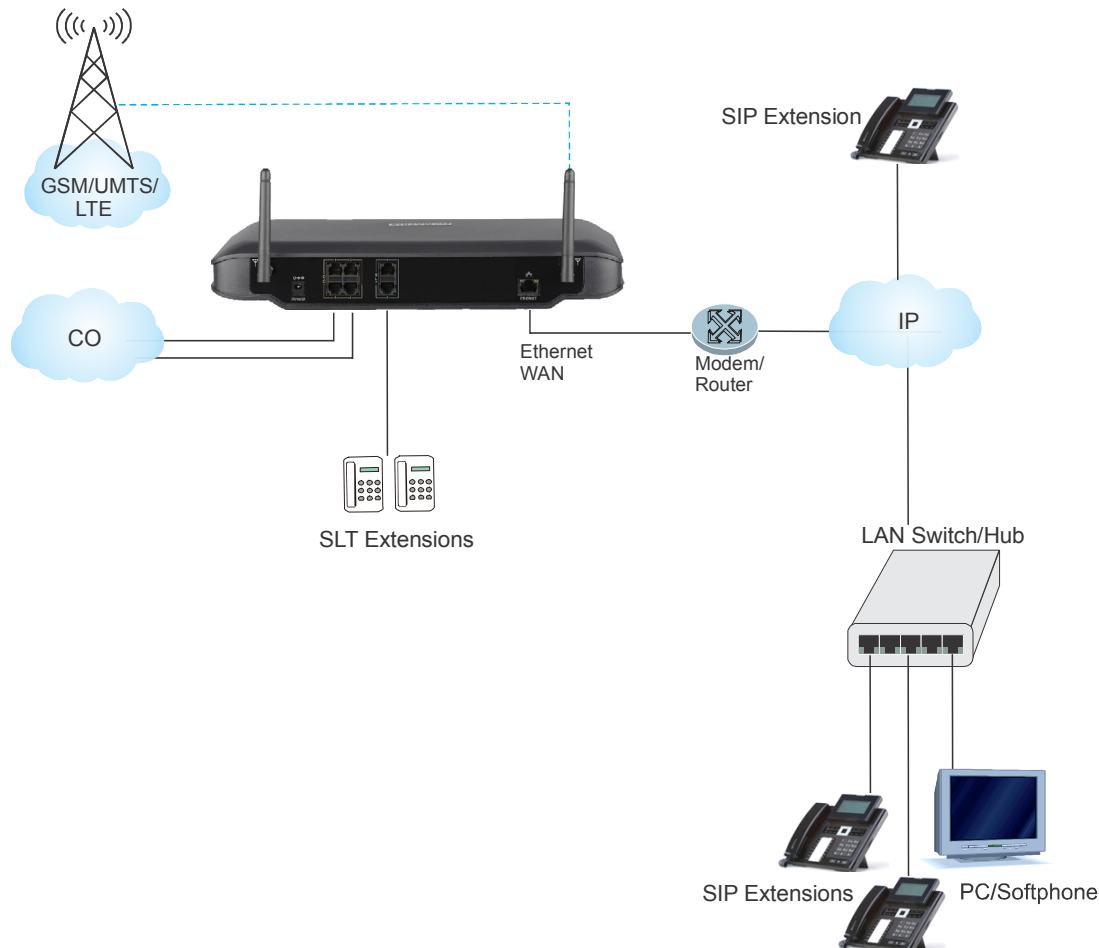 SIP Extension
GSM/UMTS/
LTE
CO
IP
Ethernet
WAN
Modem/
Router
SLT Extensions
LAN Switch/Hub
SIP Extensions
PC/Softphone